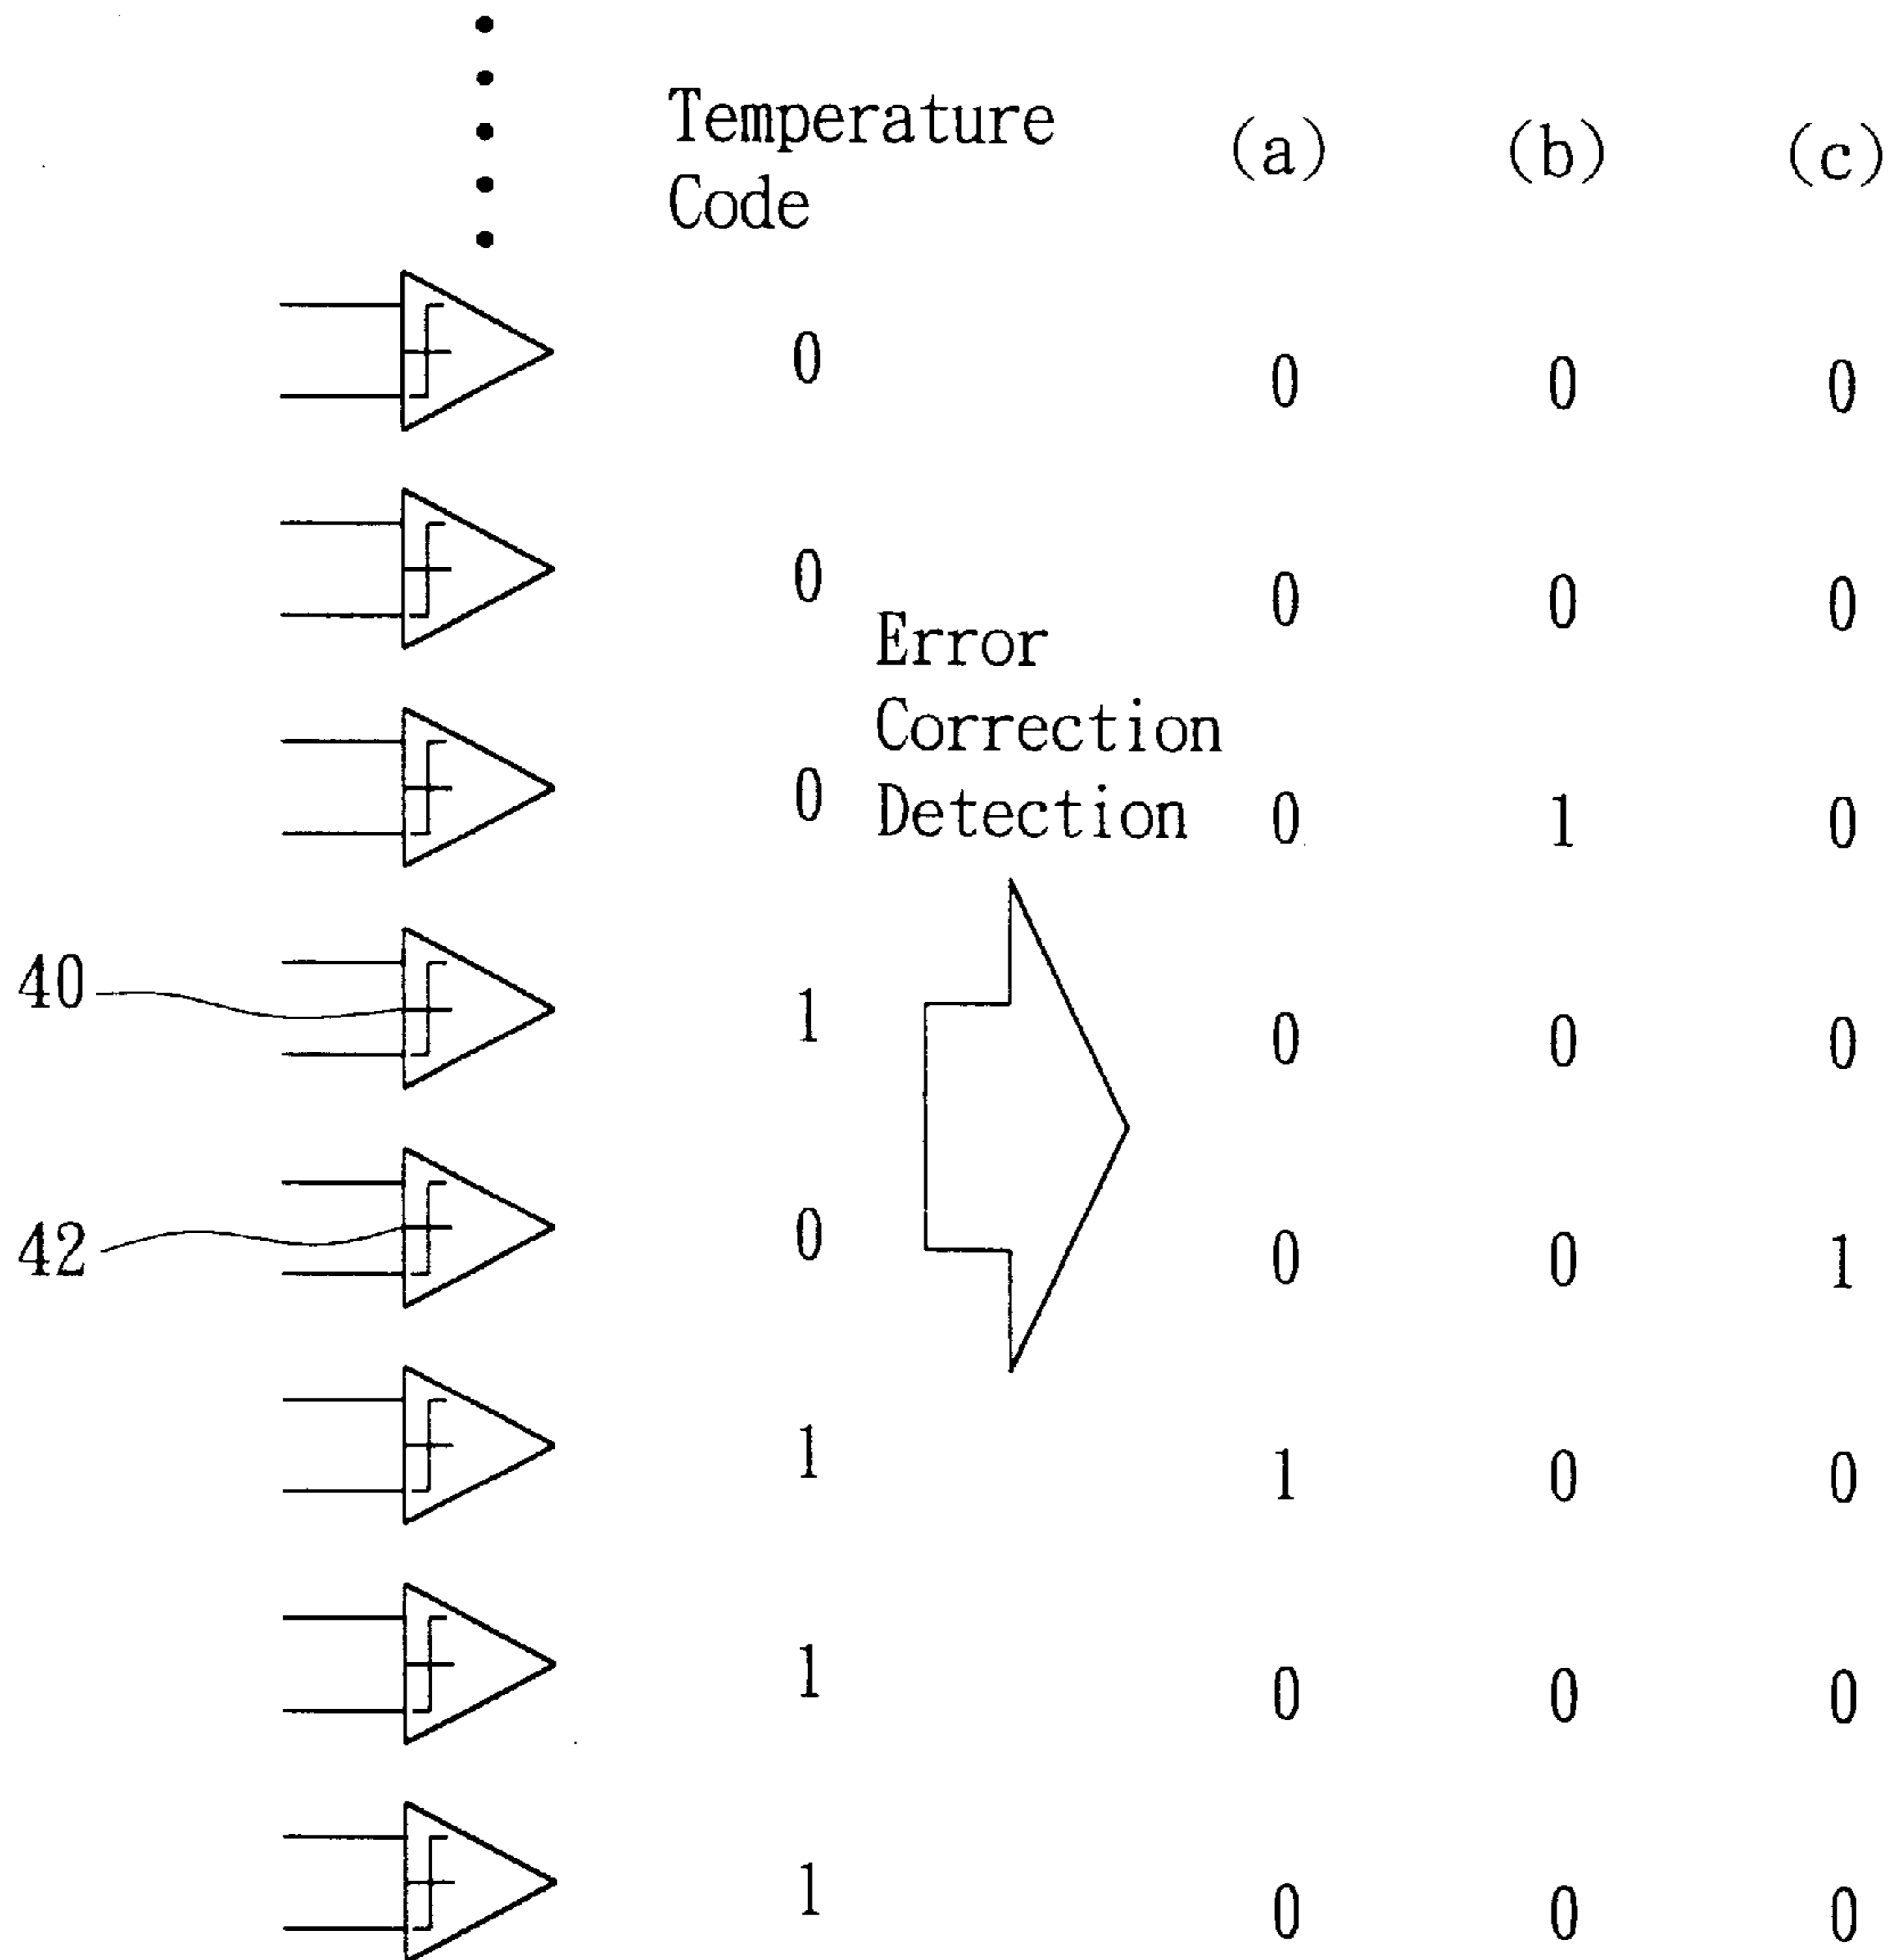 Temperature
Code
(a) (b) (c)
0 0 0 0
0 0 0 0
Error
Correction
Detection
0 0 1 0
40 1 0 0 0
42 0 0 0 1
1 1 0 0
1 0 0 0
1 0 0 0